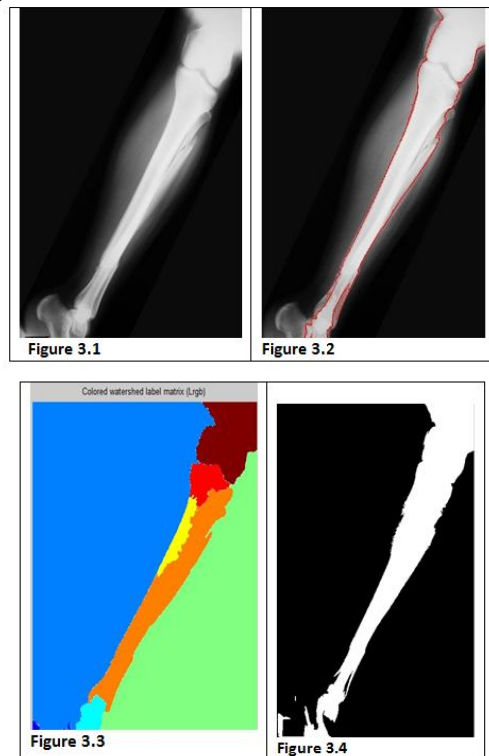 Figure 3.1
Figure 3.2
Colored watershed label matrix (Lrgb)
Figure 3.3
Figure 3.4